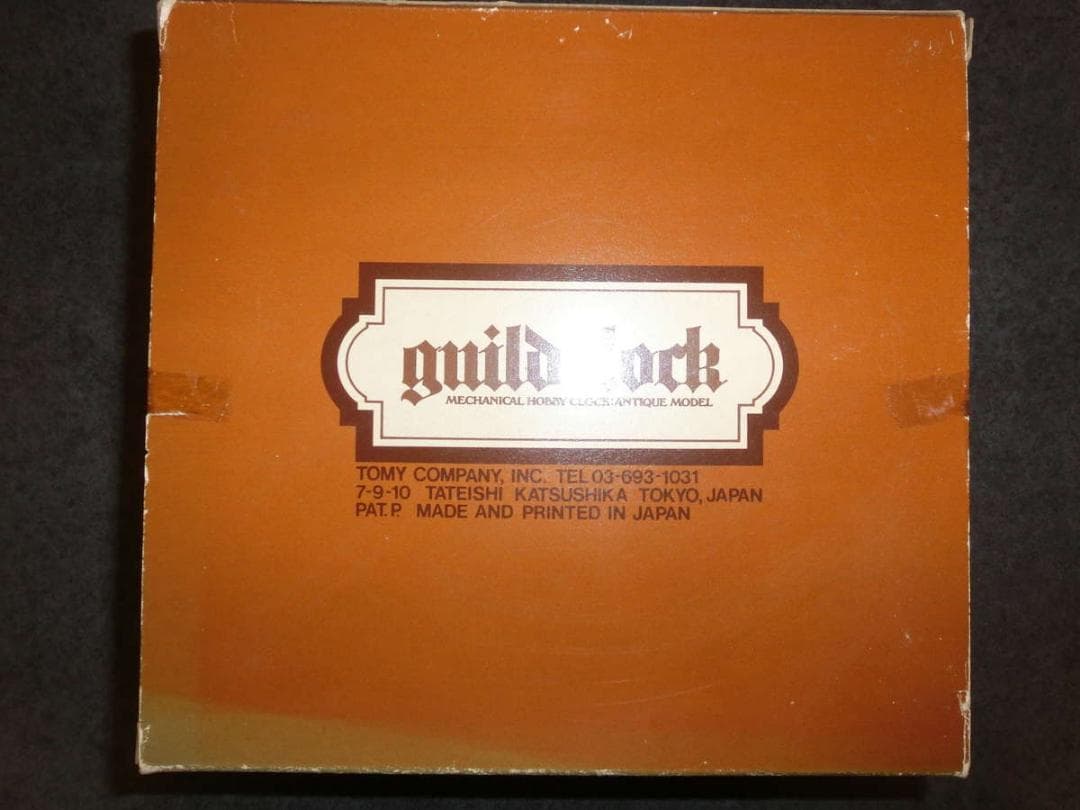 guild clock
MECHANICAL HOBBY CLOCK: ANTIQUE MODEL
TOMY COMPANY, INC. TEL 03-693-1031
7-9-10 TATEISHI KATSUSHIKA TOKYO, JAPAN
PAT. P. MADE AND PRINTED IN JAPAN